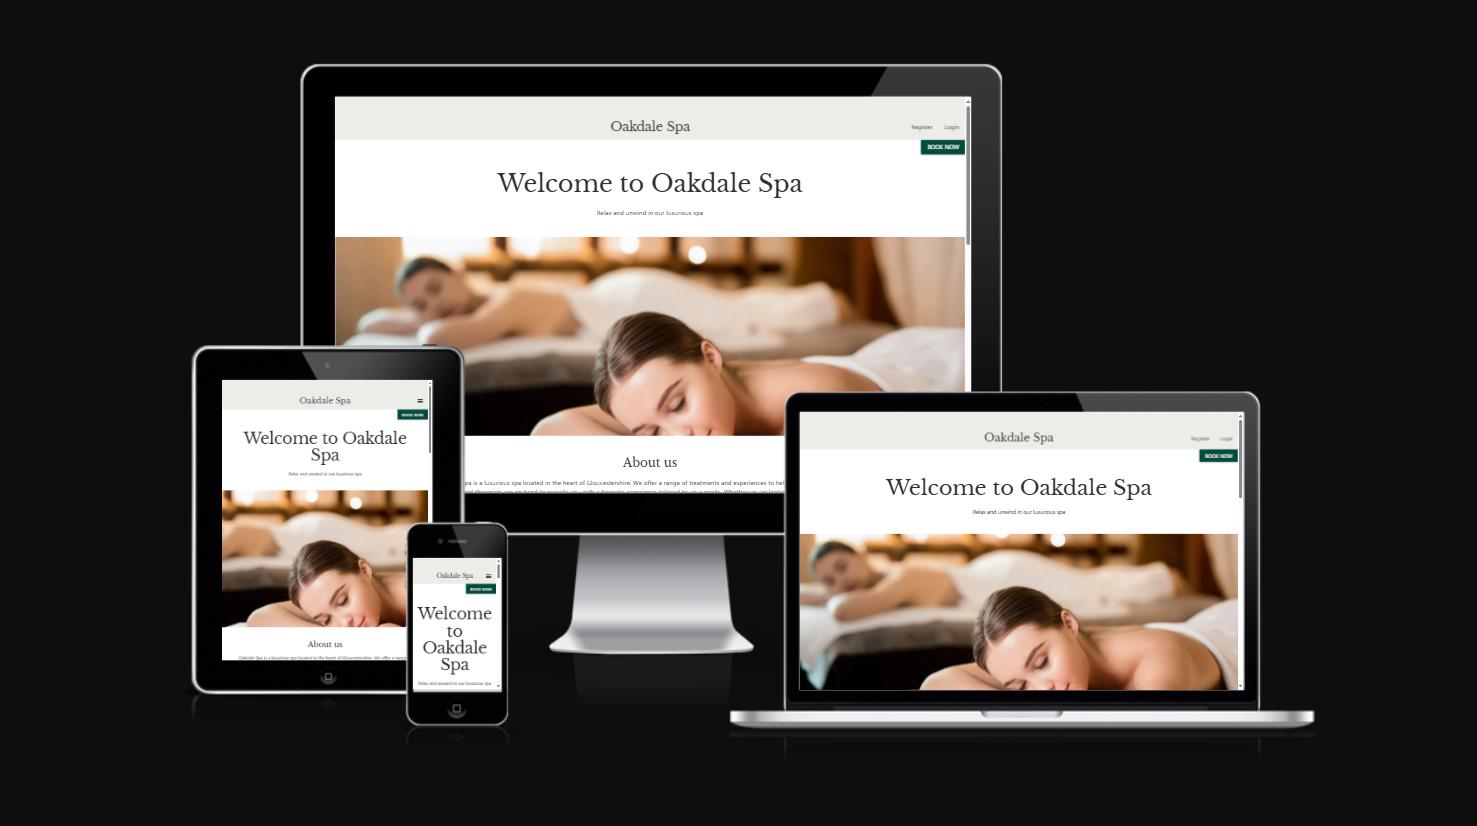 Oakdale Spa
Register Login
BOOK NOW
Welcome to Oakdale Spa
Relax and unwind in our luxurious spa
About us
pa is a luxurious spa located in the heart of Gloucestershire. We offer a range of treatments and experiences to hel
Oakdale Spa
BOOK NOW
Welcome to Oakdale
Spa
Relax and unwind in our luxurious spa
About us
Oakdale Spa is a luxurious spa located in the heart of Gloucestershire. We offer a range
Oakdale Spa
BOOK NOW
Welcome
to
Oakdale
Spa
Relax and unwind in our luxurious spa
Oakdale Spa
Register Login
BOOK NOW
Welcome to Oakdale Spa
Relax and unwind in our luxurious spa